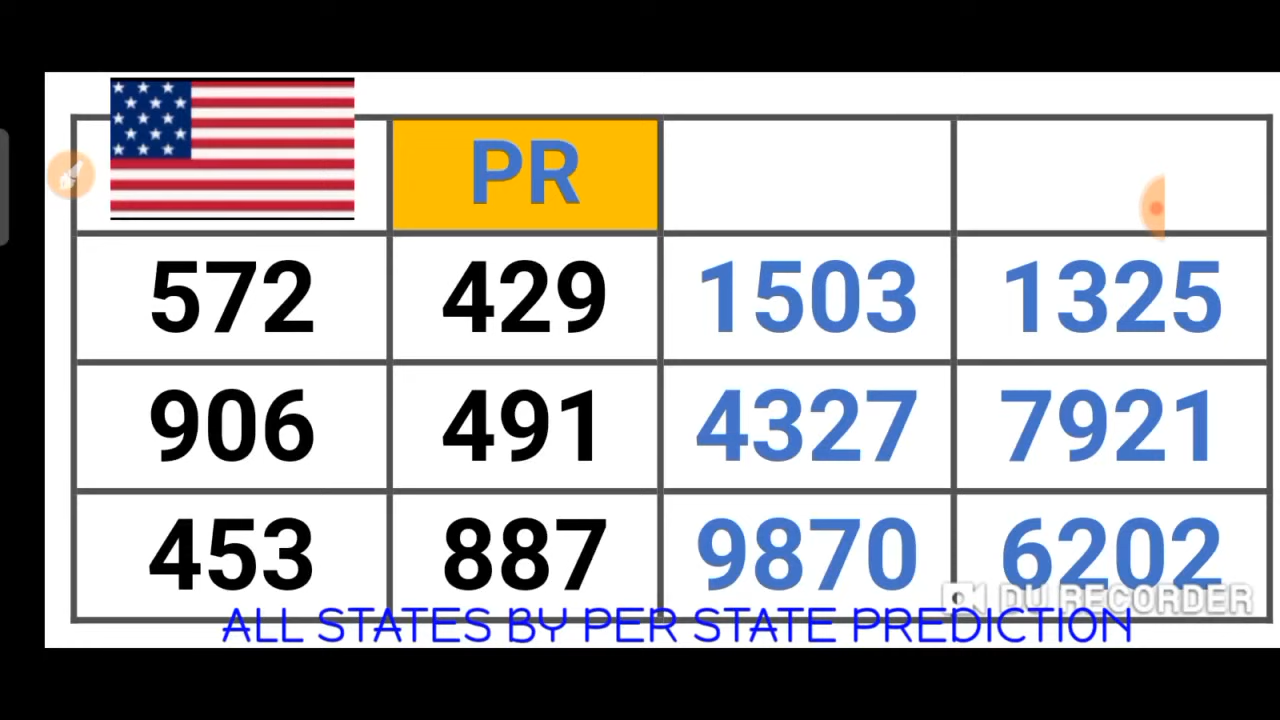 PR
572 429 1503 1325
906 491 4327 7921
453 887 9870 6202
DU RECORDER
ALL STATES BY PER STATE PREDICTION